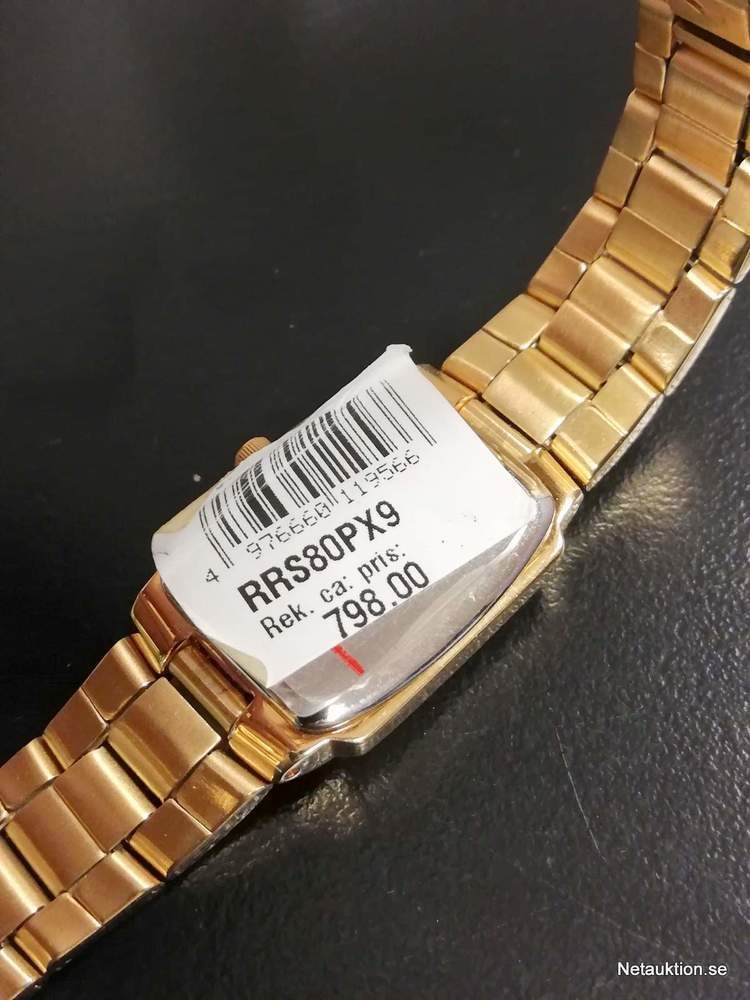 4 976660 119566
RRS80PX9
Rek. ca: pris:
798.00
Netauktion.se